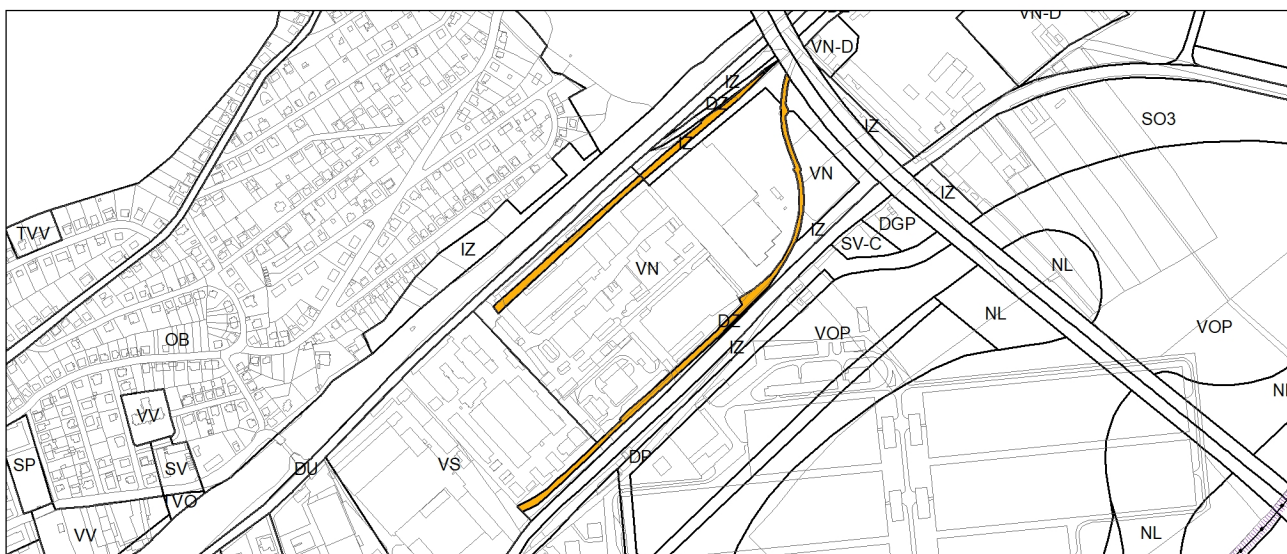 VN-D
VN-D
IZ
DZ
SO3
IZ
IZ
VN
IZ
TVV
DGP
IZ
IZ
SV-C
VN
NL
NL
DZ
VOP
VOP
OB
IZ
VV
SP
SV
VS
DP
DU
VV
NL